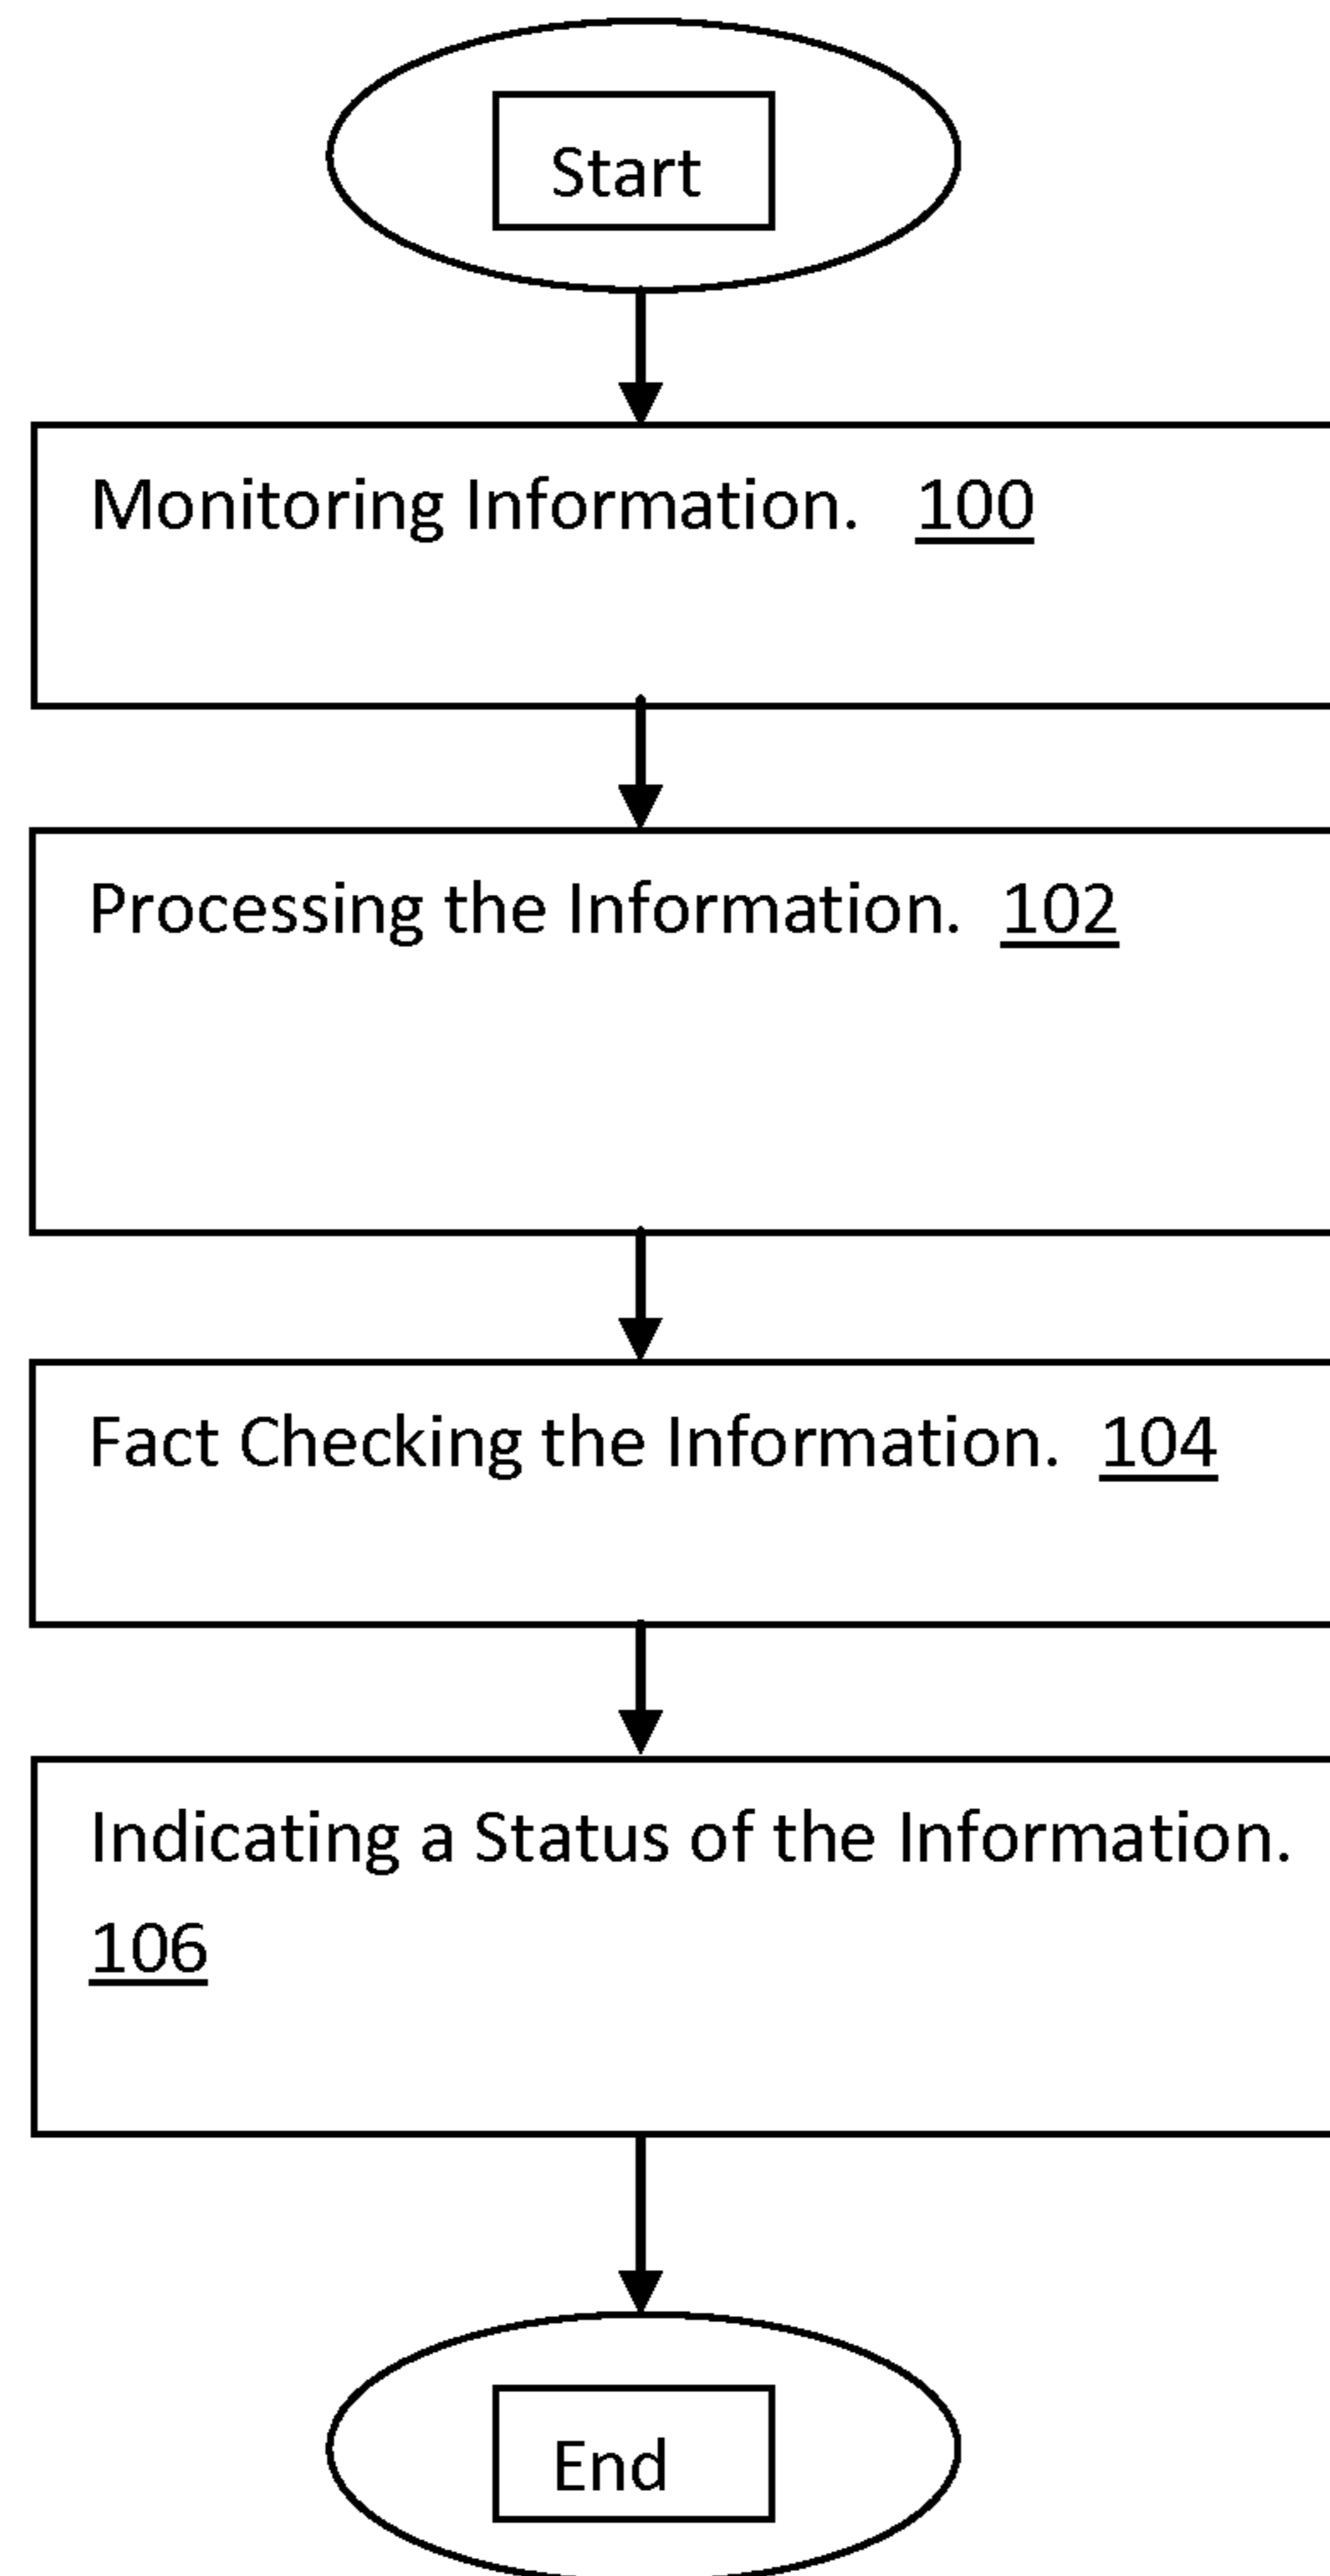 Start
Monitoring Information. 100
Processing the Information. 102
Fact Checking the Information. 104
Indicating a Status of the Information.
106
End